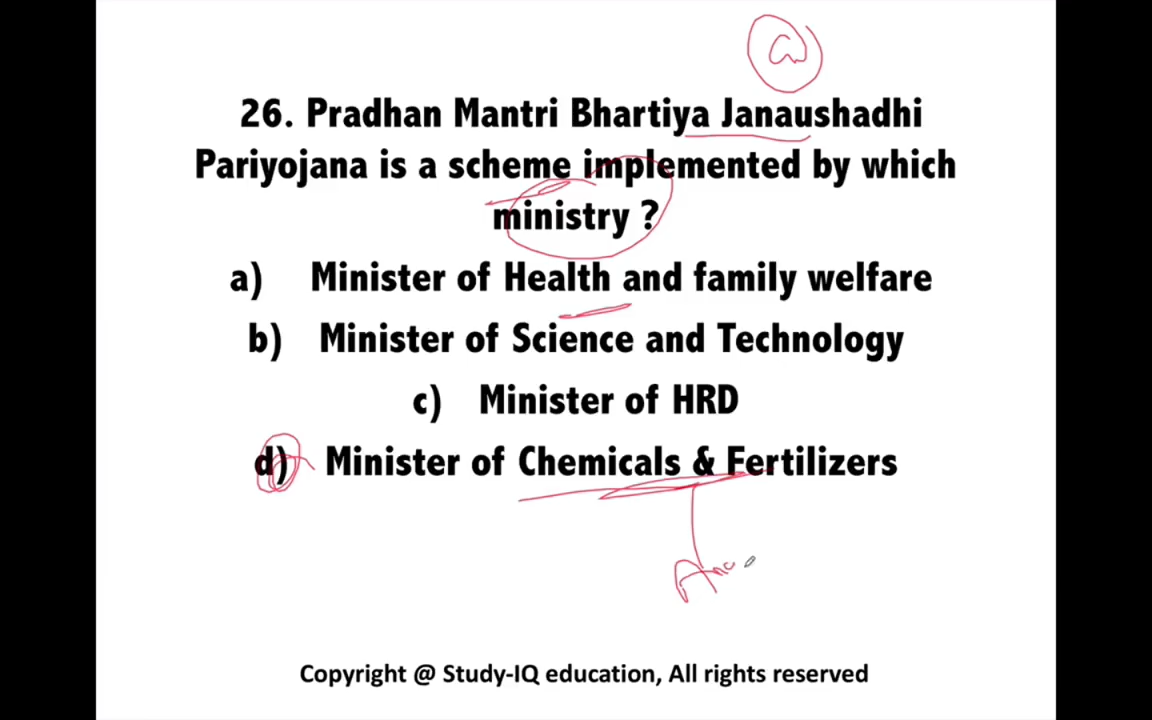 a
26. Pradhan Mantri Bhartiya Janaushadhi
Pariyojana is a scheme implemented by which
ministry ?
a) Minister of Health and family welfare
b) Minister of Science and Technology
c) Minister of HRD
d) Minister of Chemicals & Fertilizers
Copyright @ Study-IQ education, All rights reserved